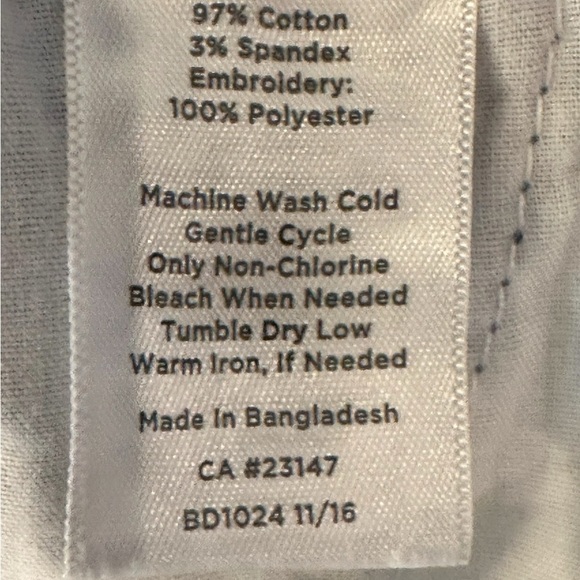 97% Cotton
3% Spandex
Embroidery:
100% Polyester
Machine Wash Cold
Gentle Cycle
Only Non-Chlorine
Bleach When Needed
Tumble Dry Low
Warm Iron, If Needed
Made In Bangladesh
CA #23147
BD1024 11/16